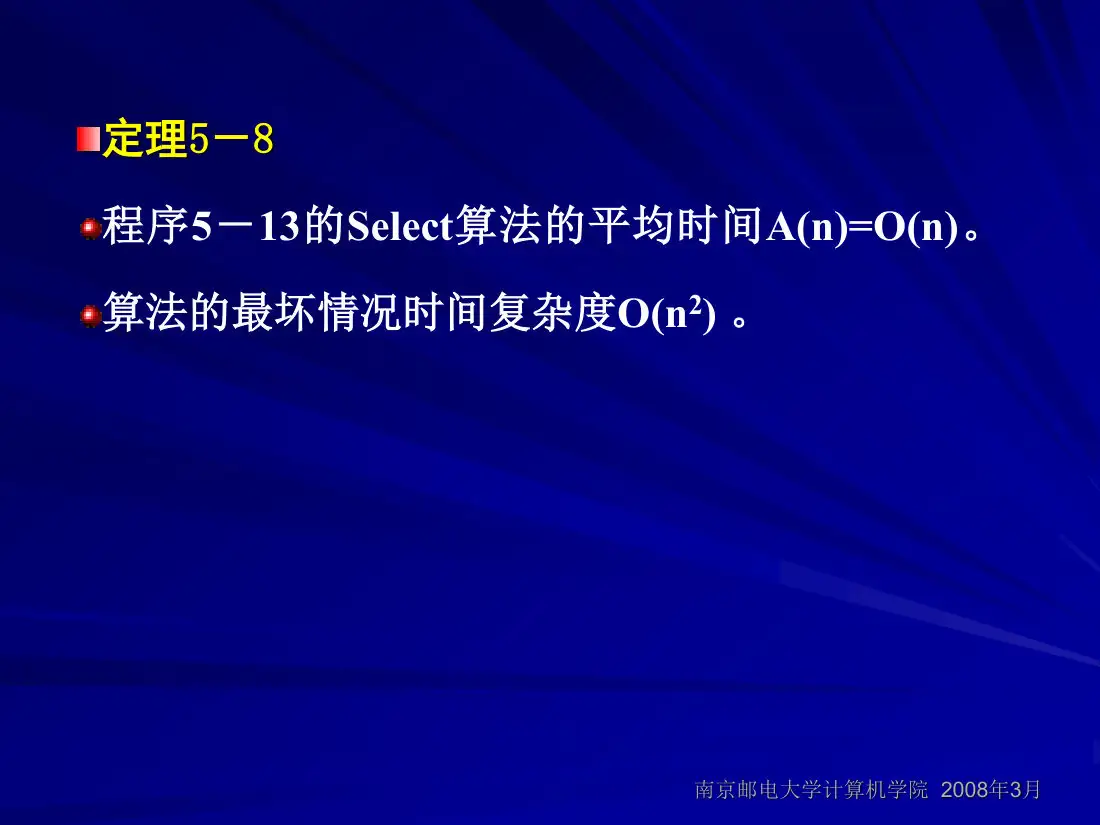 定理5－8
程序5－13的Select算法的平均时间A(n)=O(n)。
算法的最坏情况时间复杂度O(n²) 。
南京邮电大学计算机学院 2008年3月